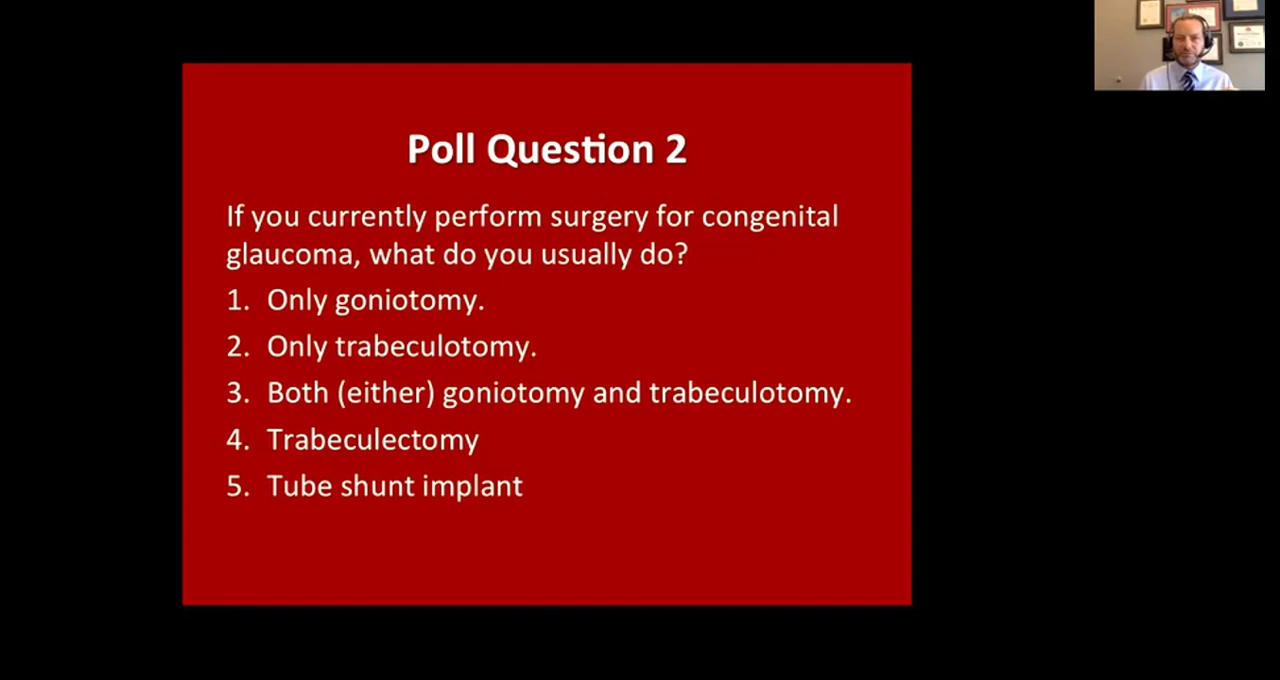 Poll Question 2
If you currently perform surgery for congenital
glaucoma, what do you usually do?
1. Only goniotomy.
2. Only trabeculotomy.
3. Both (either) goniotomy and trabeculotomy.
4. Trabeculectomy
5. Tube shunt implant